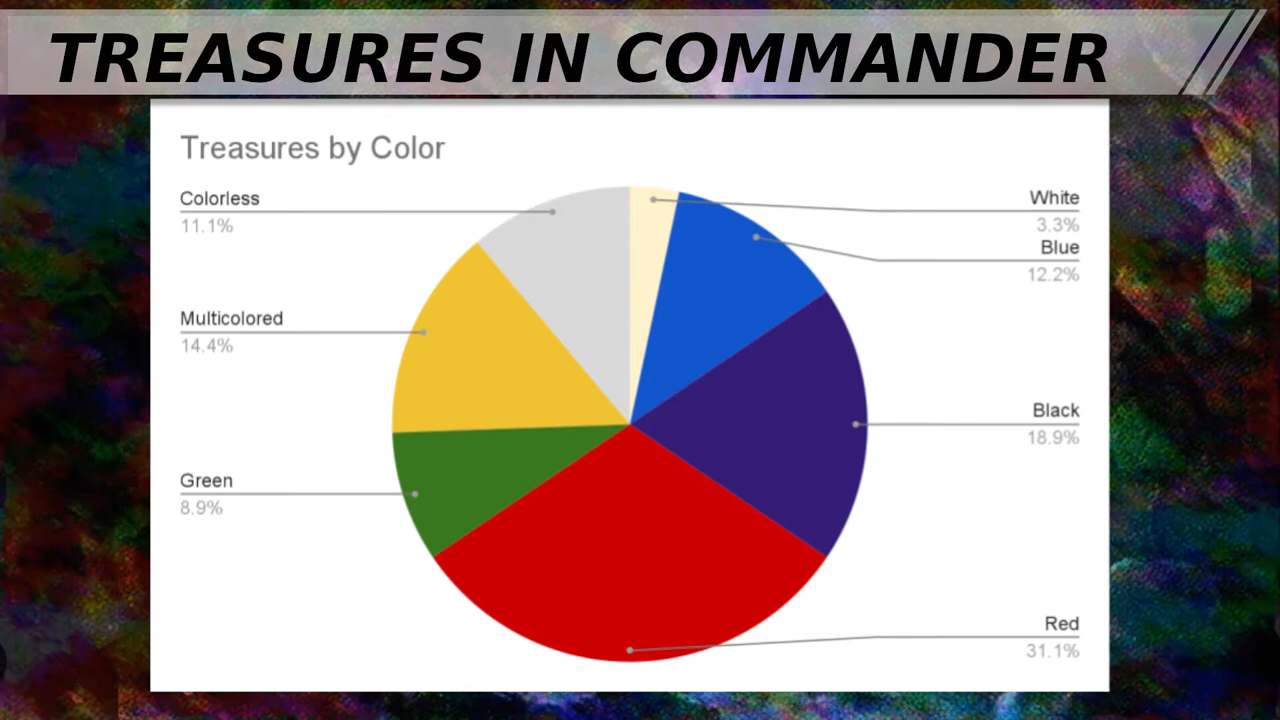 TREASURES IN COMMANDER
Treasures by Color
Colorless
11.1%
Multicolored
14.4%
Green
8.9%
White
3.3%
Blue
12.2%
Black
18.9%
Red
31.1%